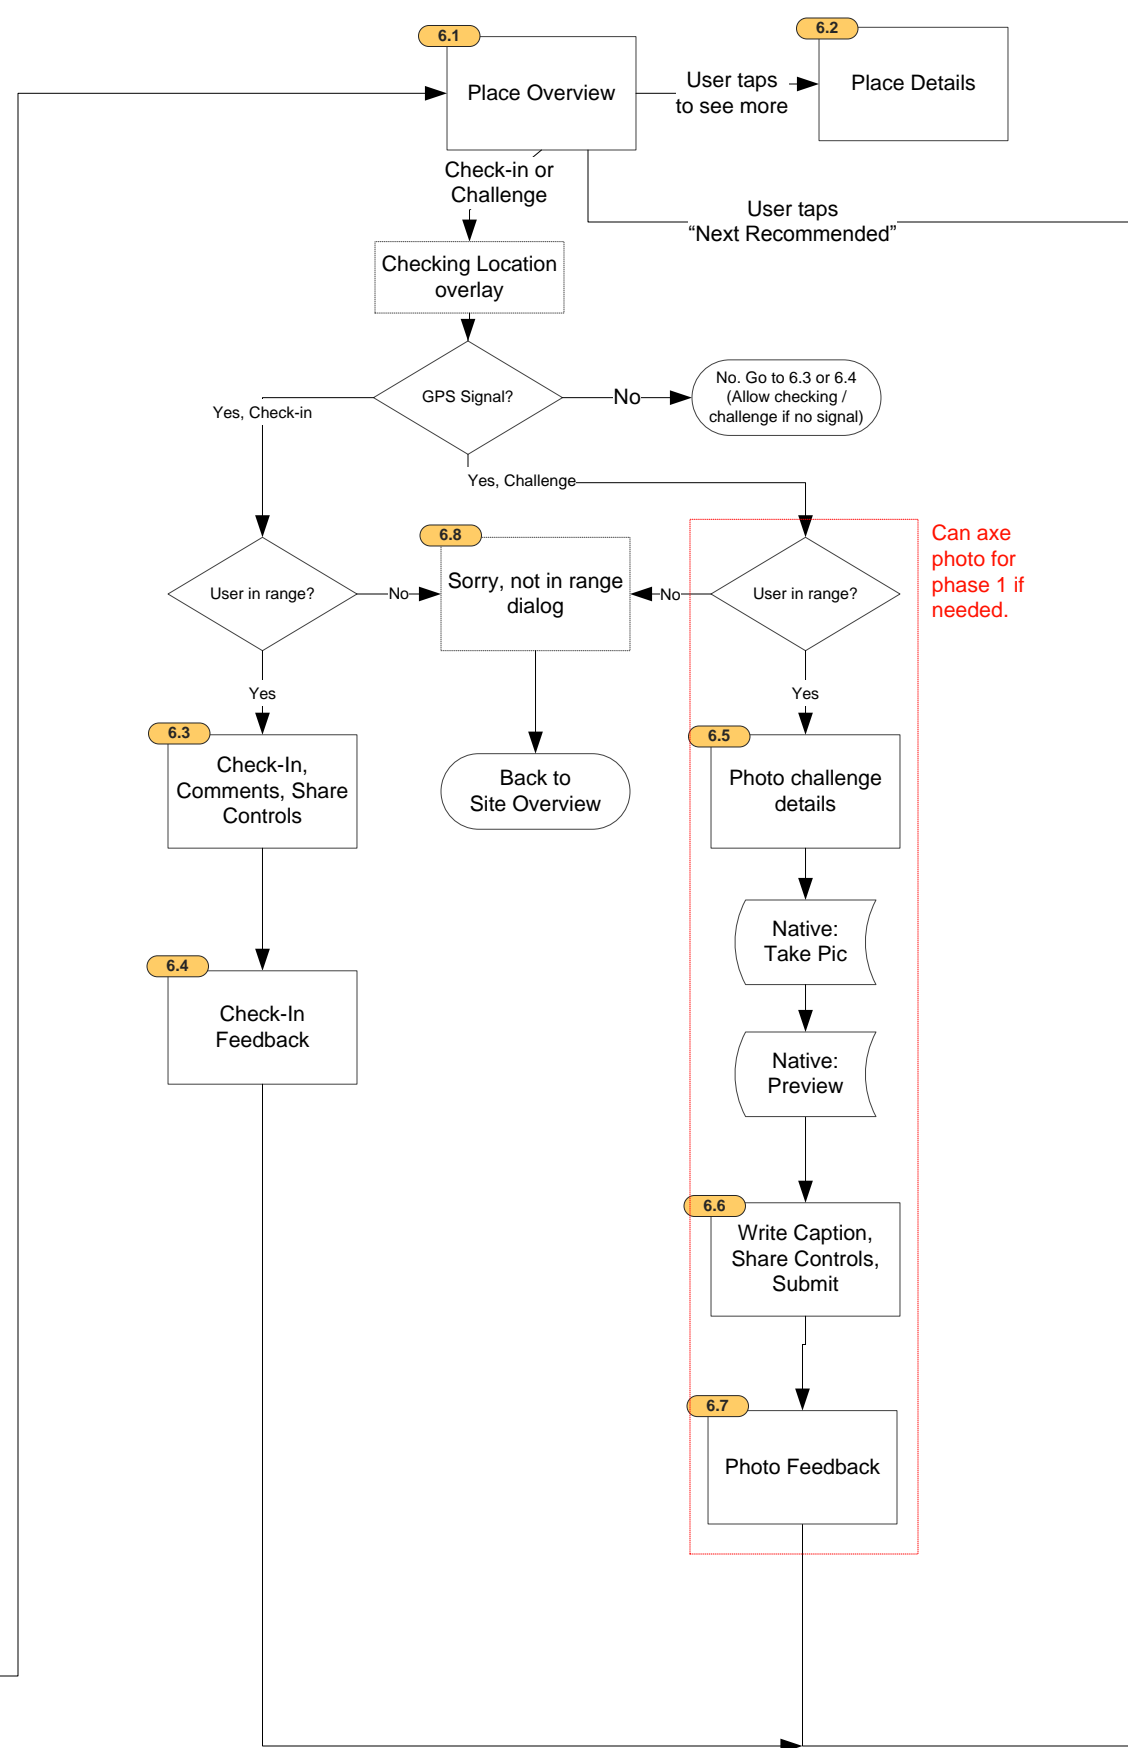 6.1
Place Overview
User taps
to see more
6.2
Place Details
Check-in or
Challenge
User taps
“Next Recommended”
Checking Location
overlay
GPS Signal?
No
No. Go to 6.3 or 6.4
(Allow checking /
challenge if no signal)
Yes, Check-in
Yes, Challenge
User in range?
No
6.8
Sorry, not in range
dialog
No
User in range?
Can axe
photo for
phase 1 if
needed.
Yes
Yes
6.3
Check-In,
Comments, Share
Controls
Back to
Site Overview
6.5
Photo challenge
details
Native:
Take Pic
6.4
Check-In
Feedback
Native:
Preview
6.6
Write Caption,
Share Controls,
Submit
6.7
Photo Feedback